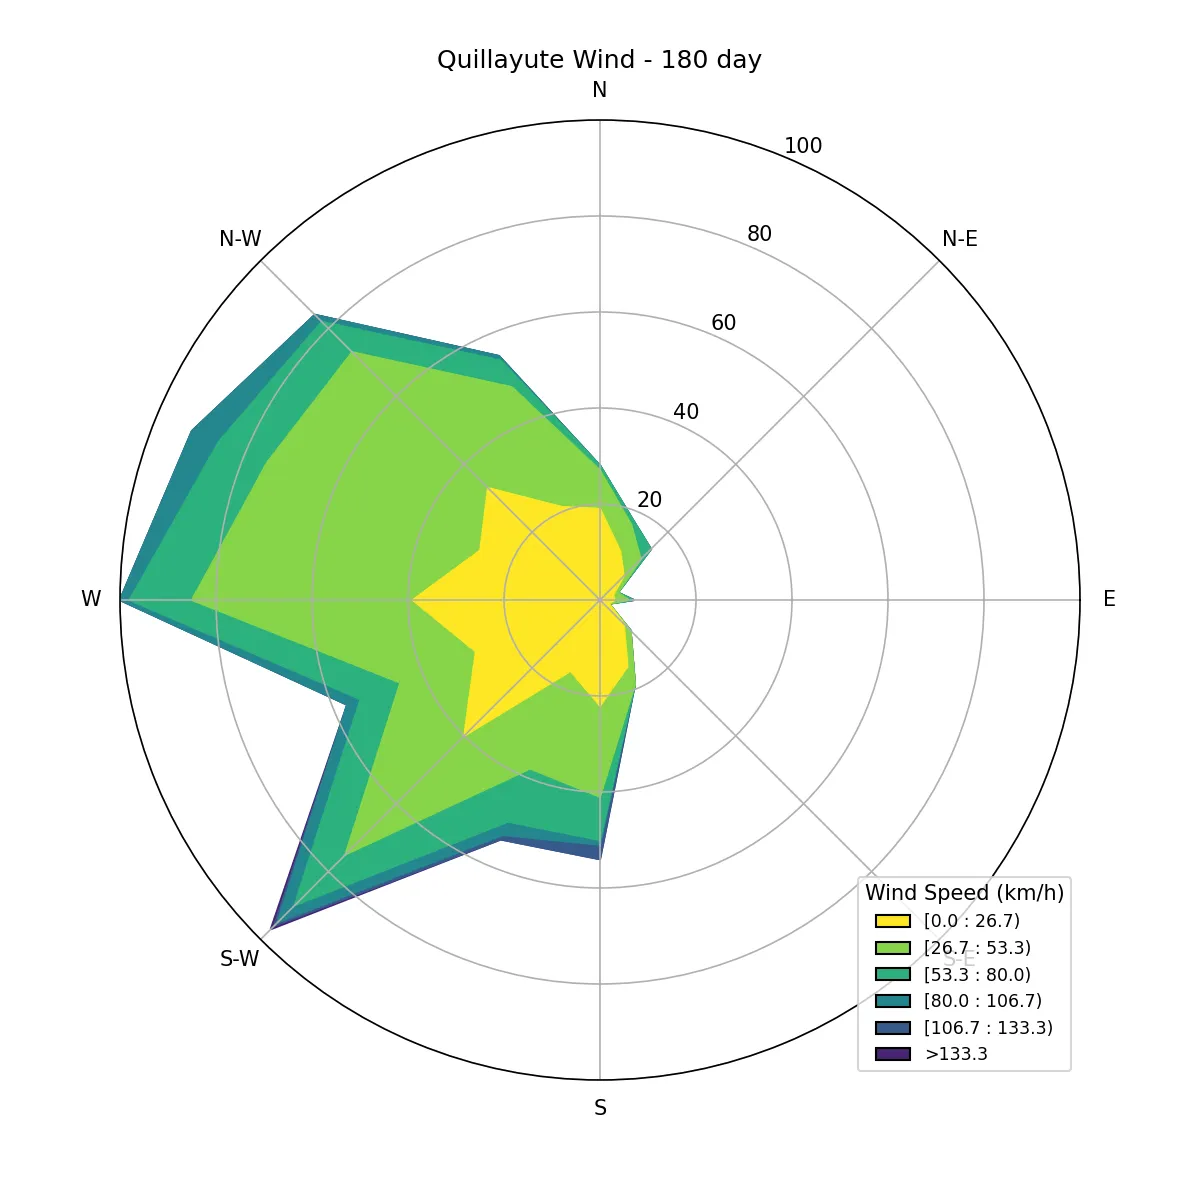 Quillayute Wind - 180 day
N
100
N-W
80
N-E
60
40
20
W
E
S-W
S-E
S
Wind Speed (km/h)
[0.0 : 26.7)
[26.7 : 53.3)
[53.3 : 80.0)
[80.0 : 106.7)
[106.7 : 133.3)
>133.3